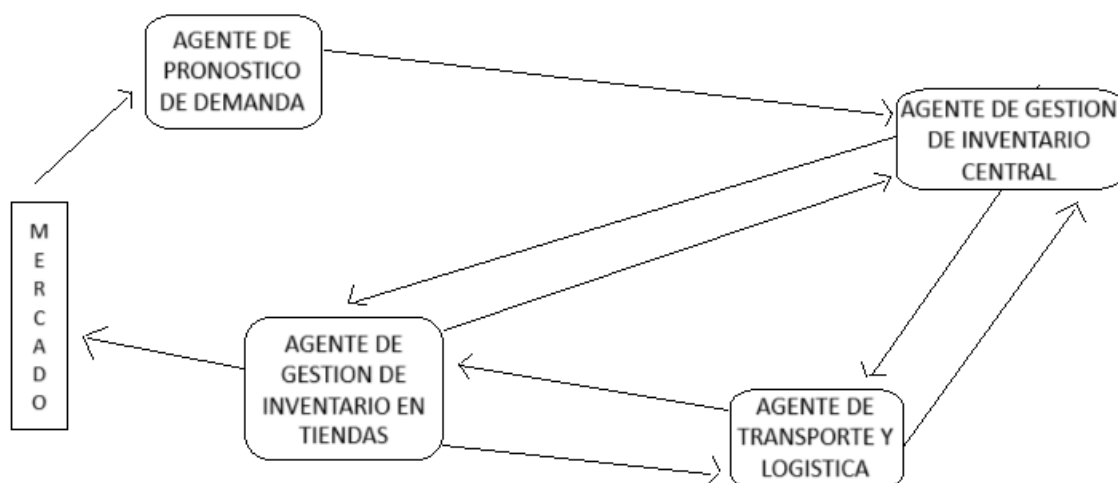 AGENTE DE
PRONOSTICO
DE DEMANDA
AGENTE DE GESTION
DE INVENTARIO
CENTRAL
M
E
R
C
A
D
O
AGENTE DE
GESTION DE
INVENTARIO EN
TIENDAS
AGENTE DE
TRANSPORTE Y
LOGISTICA